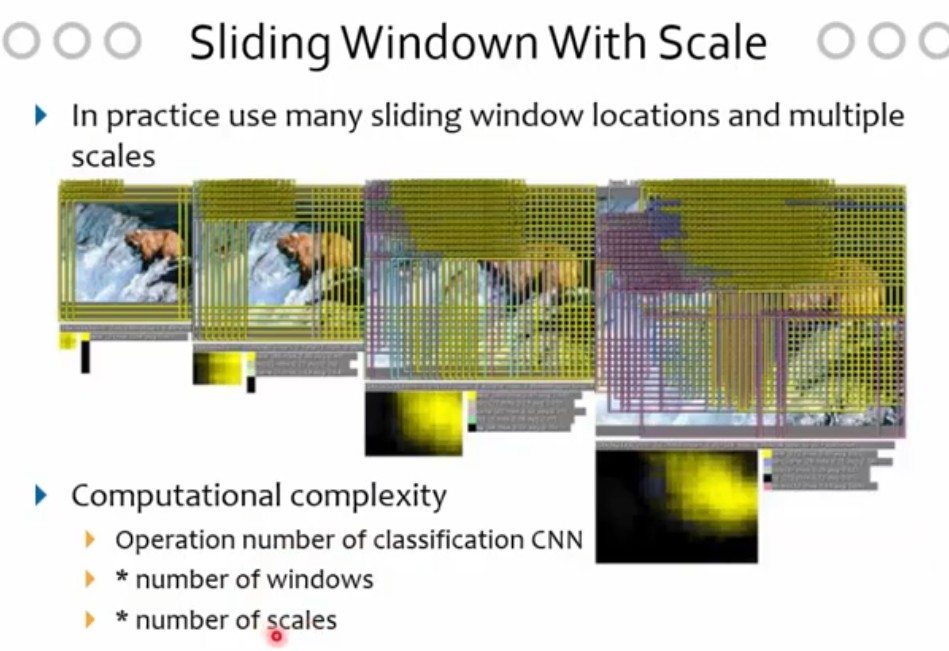 Sliding Windown With Scale
In practice use many sliding window locations and multiple
scales
Computational complexity
Operation number of classification CNN
* number of windows
* number of scales